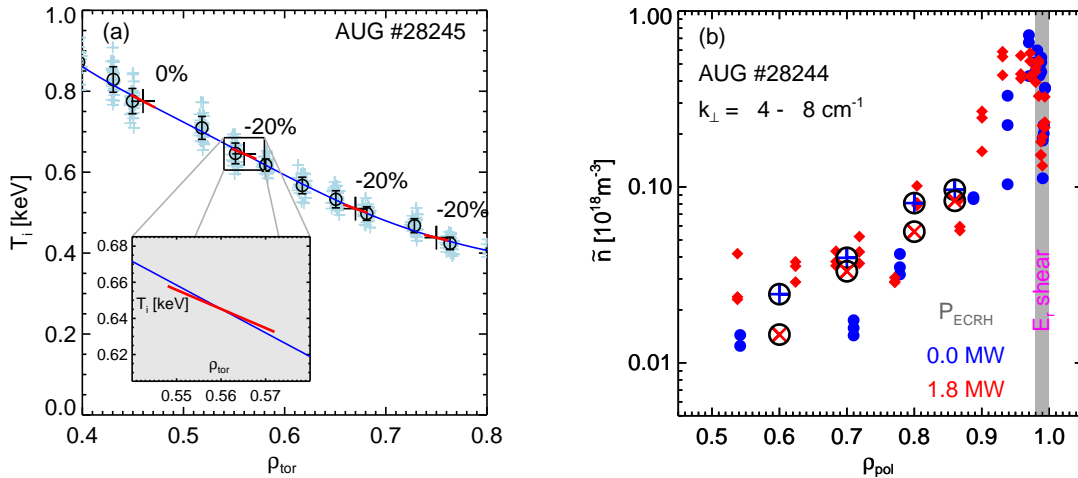 (a)
AUG #28245
0%
-20%
-20%
-20%
T_i [keV]
1.0
0.8
0.6
0.4
0.2
0.0
0.4 0.5 0.6 0.7 0.8
ρ_tor
0.68
0.66
0.64
0.62
T_i [keV]
ρ_tor
0.55 0.56 0.57
(b)
AUG #28244
k_⊥ = 4 - 8 cm⁻¹
ñ [10¹⁸m⁻³]
1.00
0.10
0.01
P_ECRH
0.0 MW
1.8 MW
E_r shear
0.5 0.6 0.7 0.8 0.9 1.0
ρ_pol